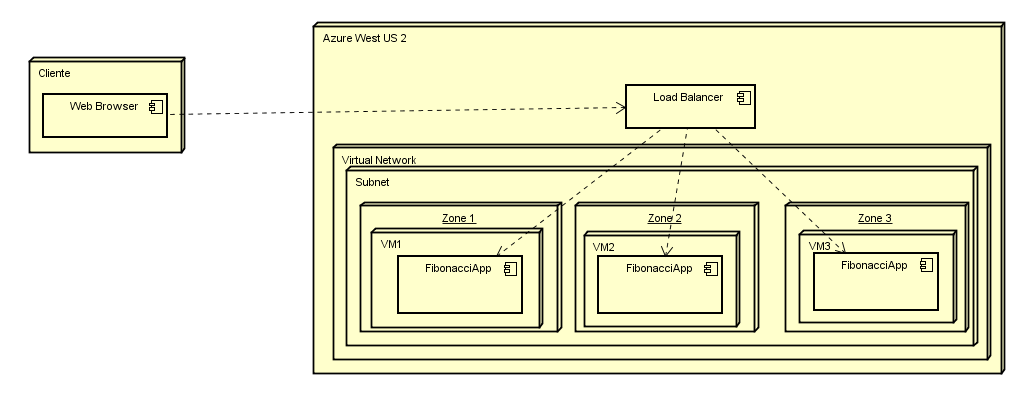 Azure West US 2
Cliente
Web Browser
Load Balancer
Virtual Network
Subnet
Zone 1
Zone 2
Zone 3
VM1
VM2
VM3
FibonacciApp
FibonacciApp
FibonacciApp